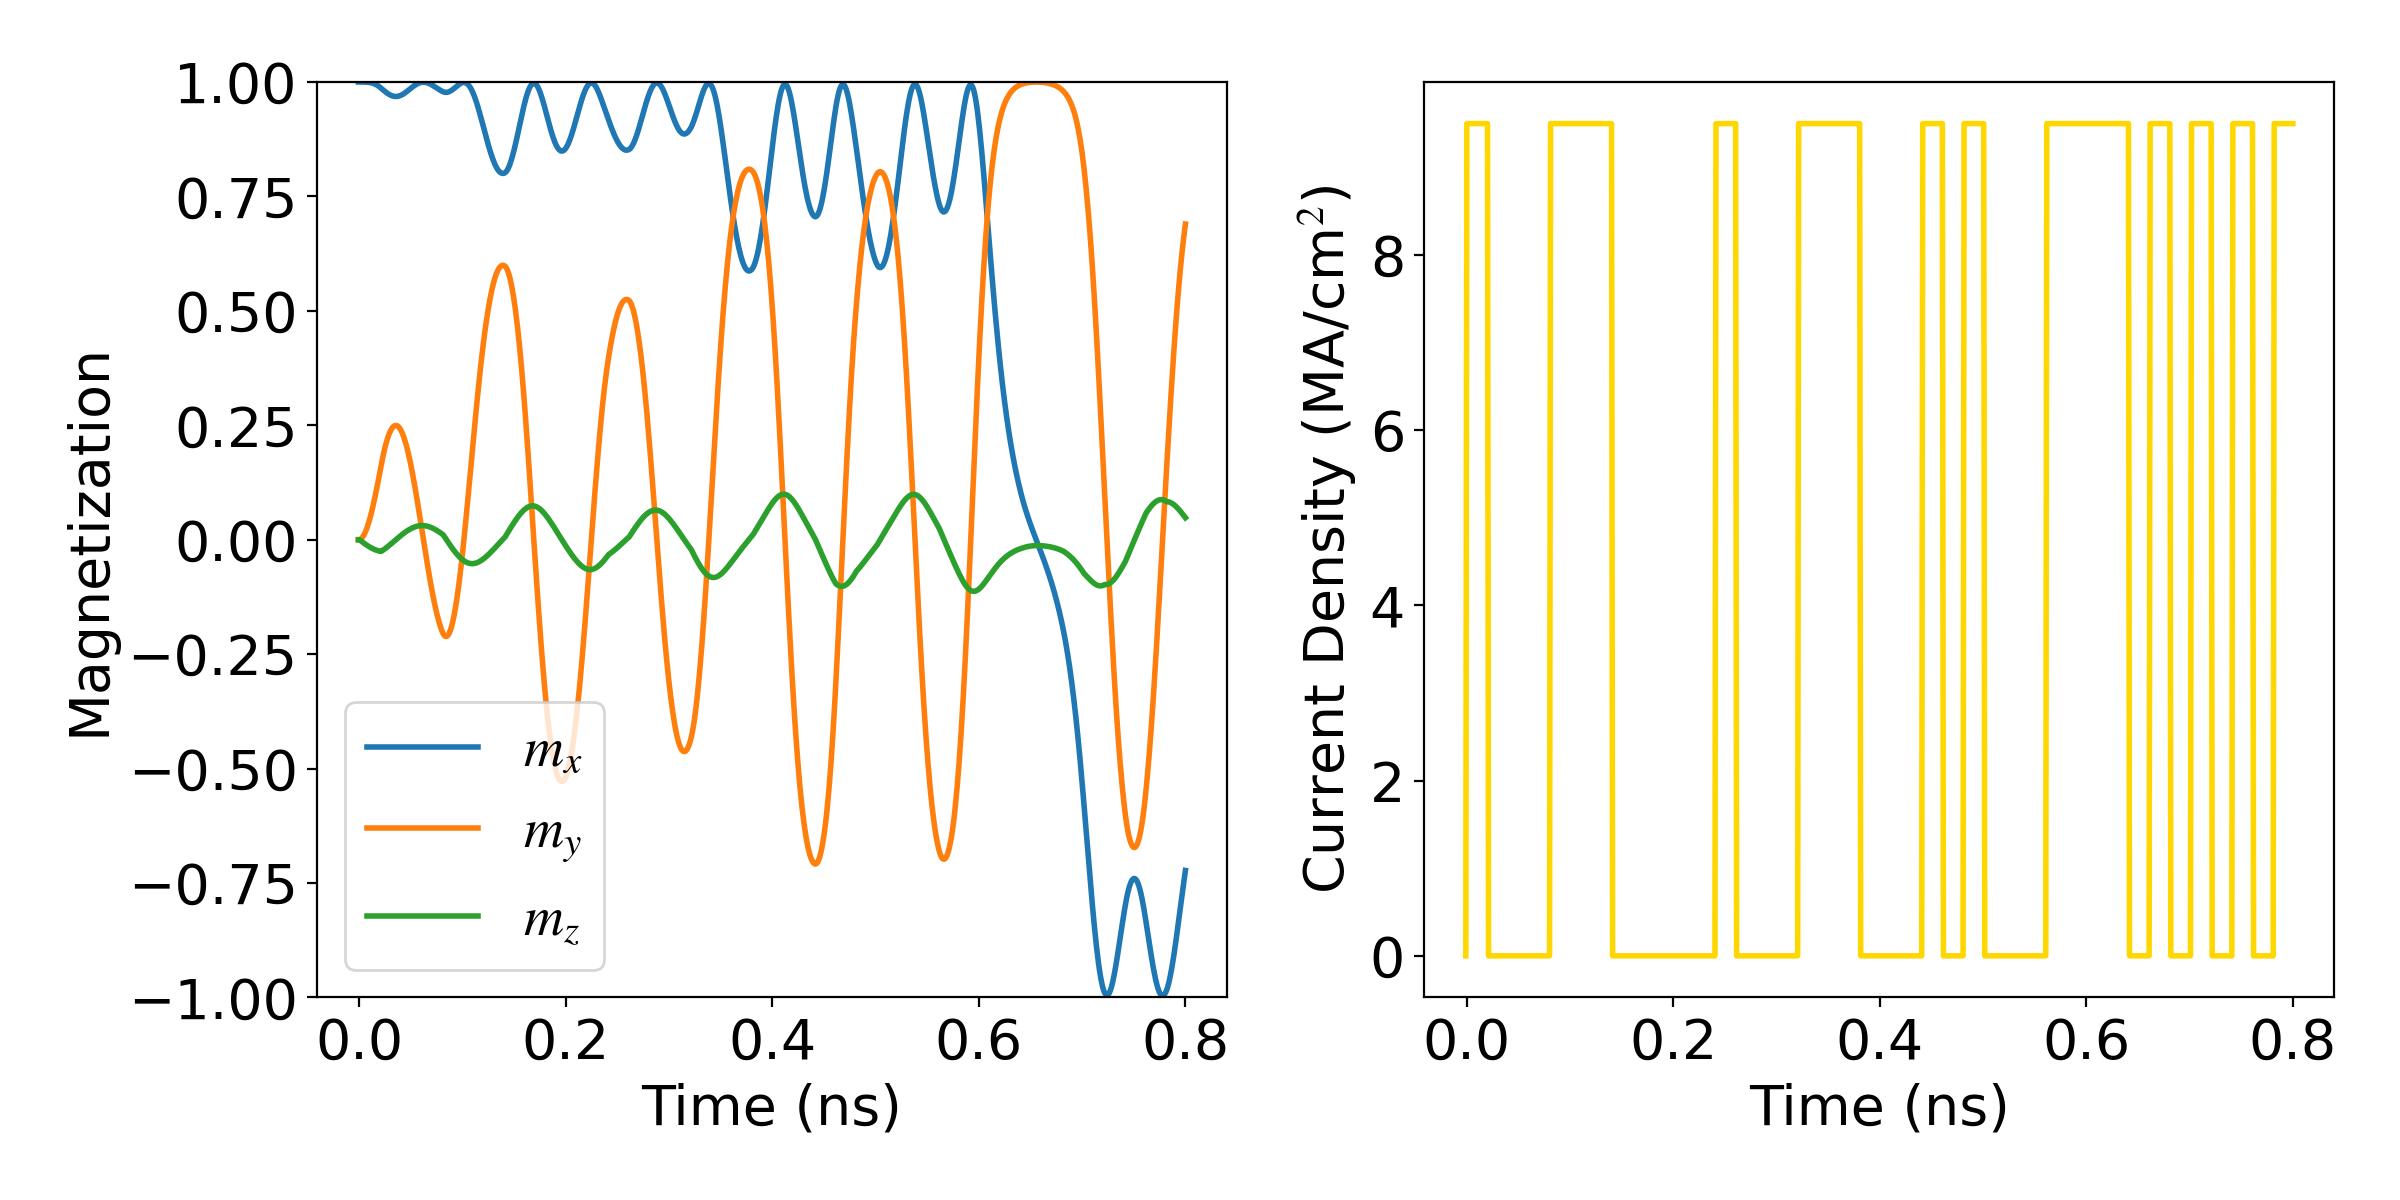 1.00
0.75
0.50
0.25
0.00
−0.25
−0.50
−0.75
−1.00
Magnetization
m_x
m_y
m_z
0.0 0.2 0.4 0.6 0.8
Time (ns)
8
6
4
2
0
Current Density (MA/cm²)
0.0 0.2 0.4 0.6 0.8
Time (ns)